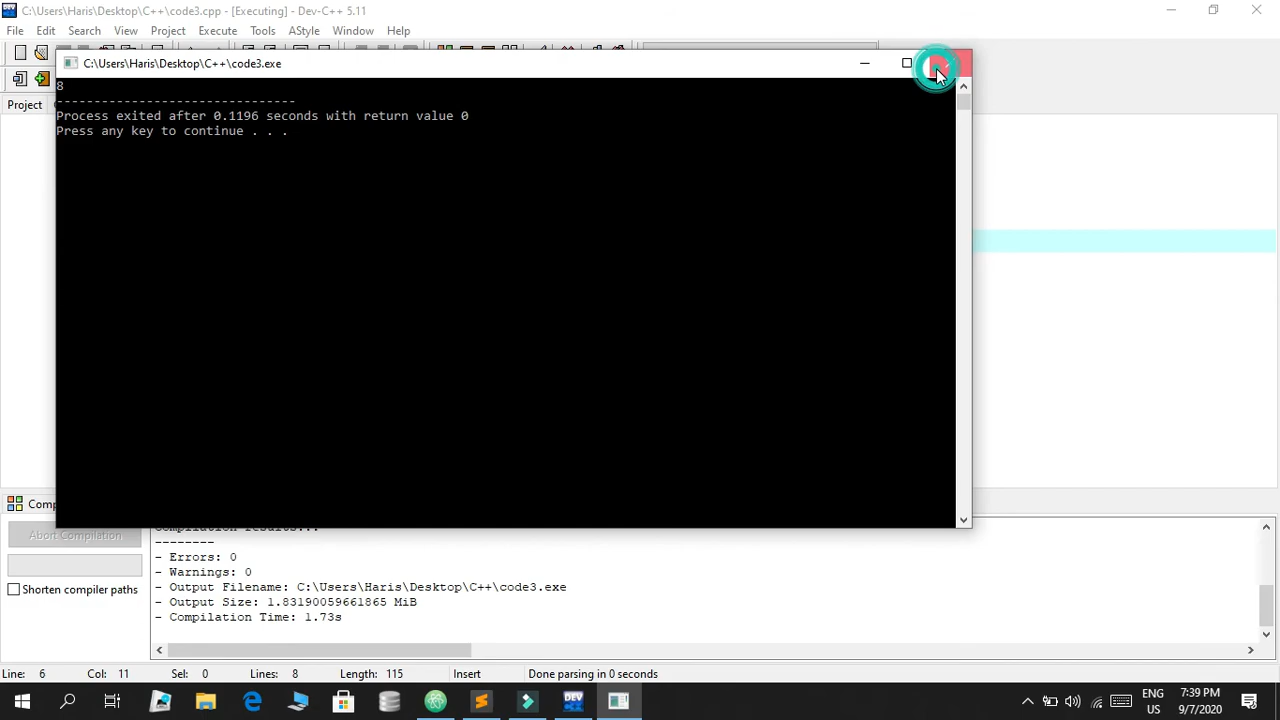 C:\Users\Haris\Desktop\C++\code3.cpp - [Executing] - Dev-C++ 5.11
File Edit Search View Project Execute Tools AStyle Window Help
C:\Users\Haris\Desktop\C++\code3.exe
8
--------------------------------
Process exited after 0.1196 seconds with return value 0
Press any key to continue . . .
Project
Abort Compilation
Shorten compiler paths
--------
- Errors: 0
- Warnings: 0
- Output Filename: C:\Users\Haris\Desktop\C++\code3.exe
- Output Size: 1.83190059661865 MiB
- Compilation Time: 1.73s
Line: 6 Col: 11 Sel: 0 Lines: 8 Length: 115 Insert Done parsing in 0 seconds
DEV
ENG
US
7:39 PM
9/7/2020